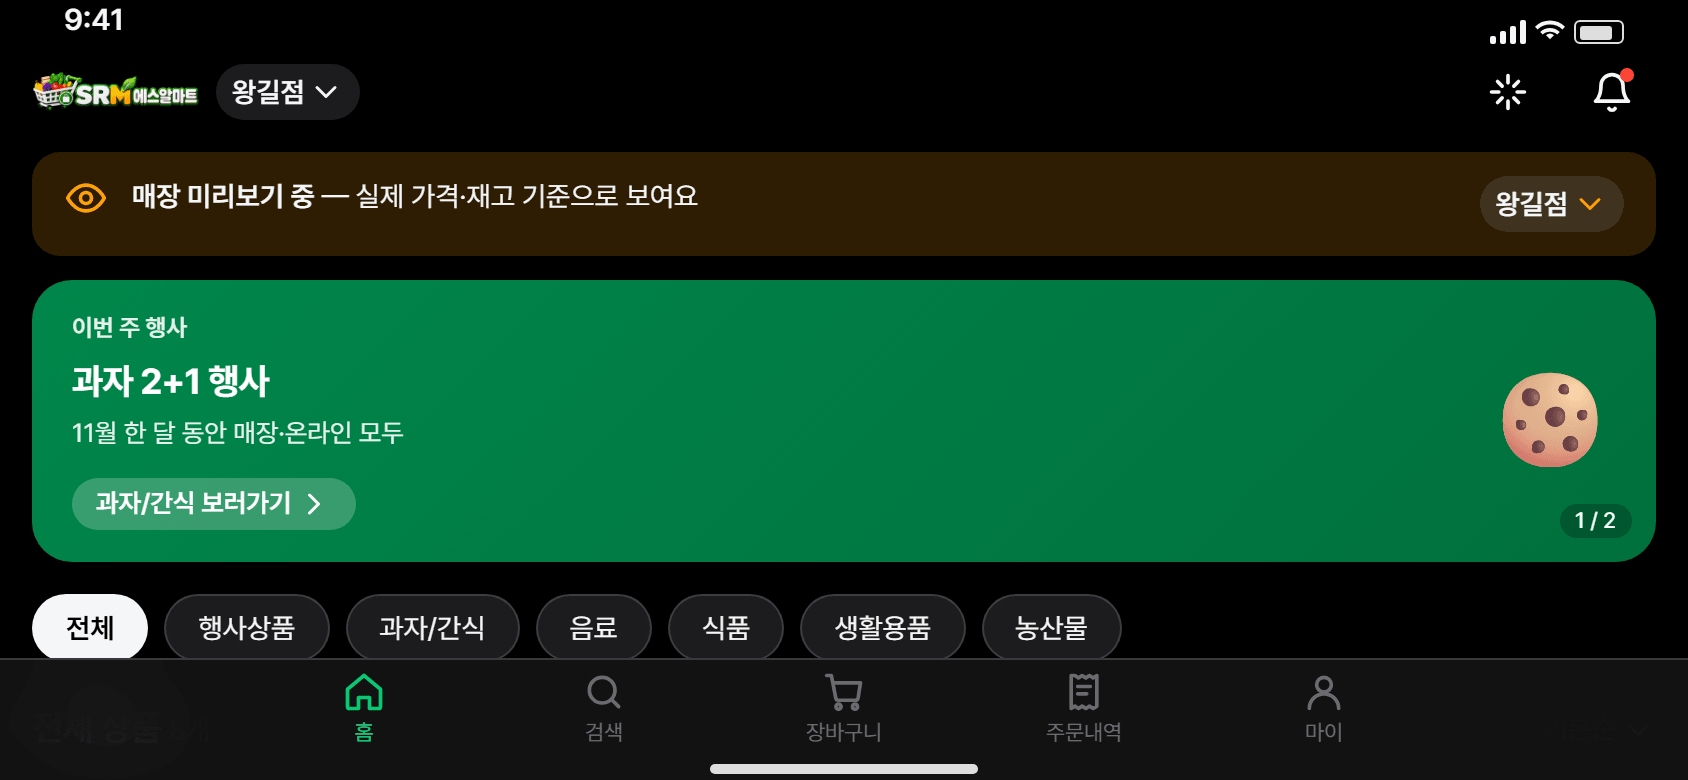 9:41
SRM 에스알마트
왕길점
매장 미리보기 중 — 실제 가격·재고 기준으로 보여요
왕길점
이번 주 행사
과자 2+1 행사
11월 한 달 동안 매장·온라인 모두
과자/간식 보러가기
1 / 2
전체
행사상품
과자/간식
음료
식품
생활용품
농산물
전체 상품
홈
검색
장바구니
주문내역
마이